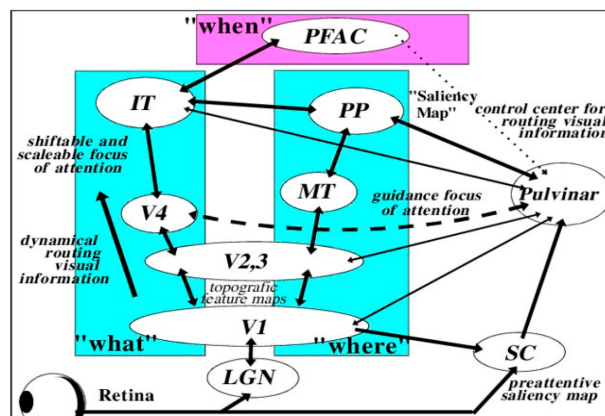 "when"
PFAC
IT
PP
"Saliency
Map"
control center for
routing visual
information
shiftable and
scaleable focus
of attention
MT
Pulvinar
guidance focus
of attention
V4
dynamical
routing
visual
information
V2,3
topografic
feature maps
V1
"what"
"where"
SC
LGN
preattentive
saliency map
Retina